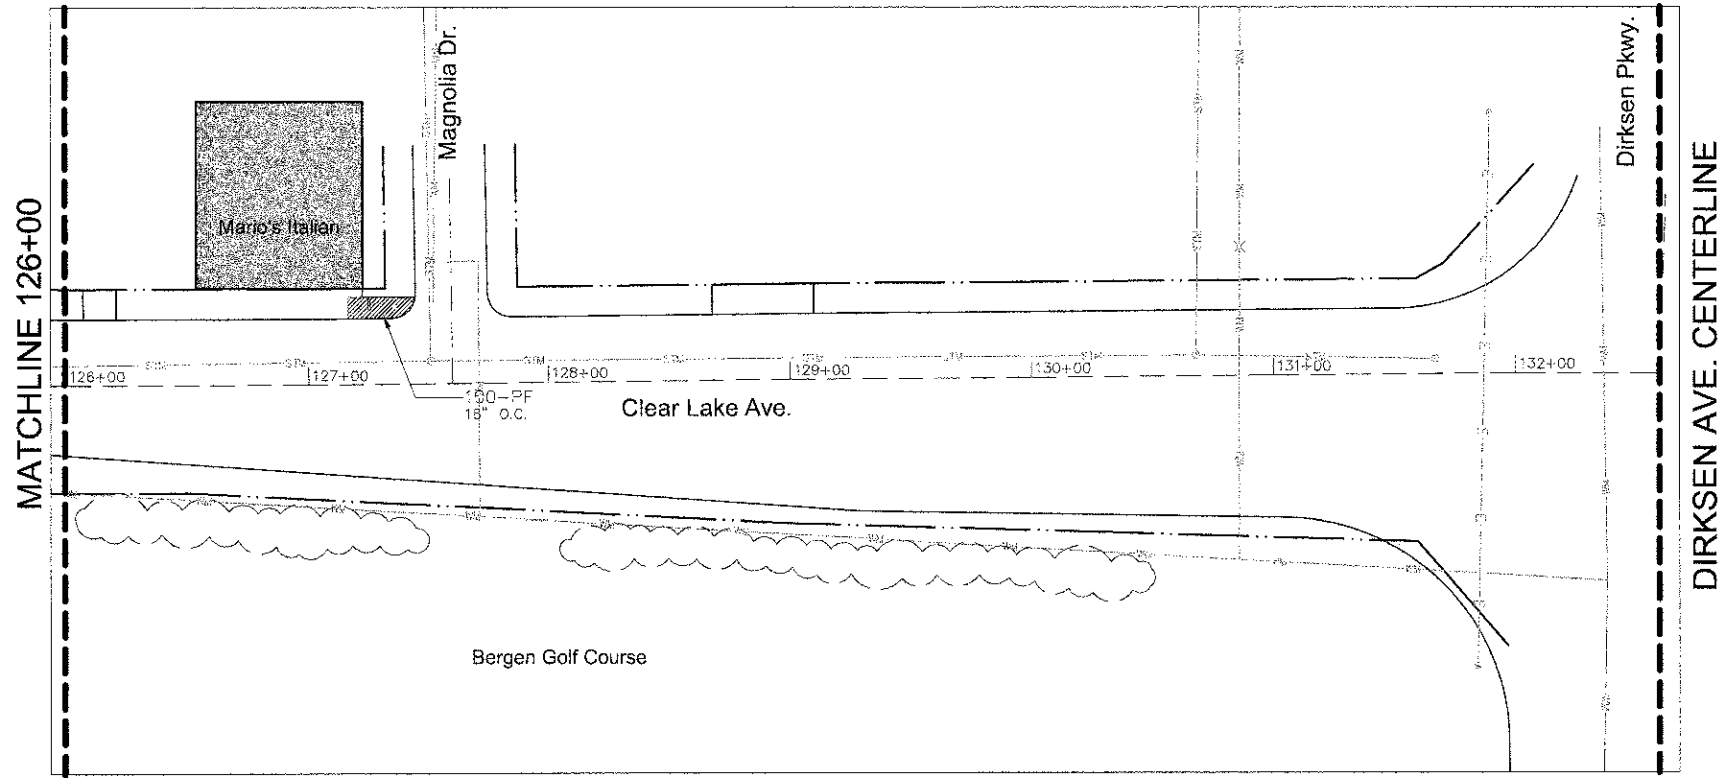 MATCHLINE 126+00
Magnolia Dr.
Dirksen Pkwy.
DIRKSEN AVE. CENTERLINE
Mario's Italian
126+00
127+00
128+00
129+00
130+00
131+00
132+00
100-PF
18" O.C.
Clear Lake Ave.
Bergen Golf Course